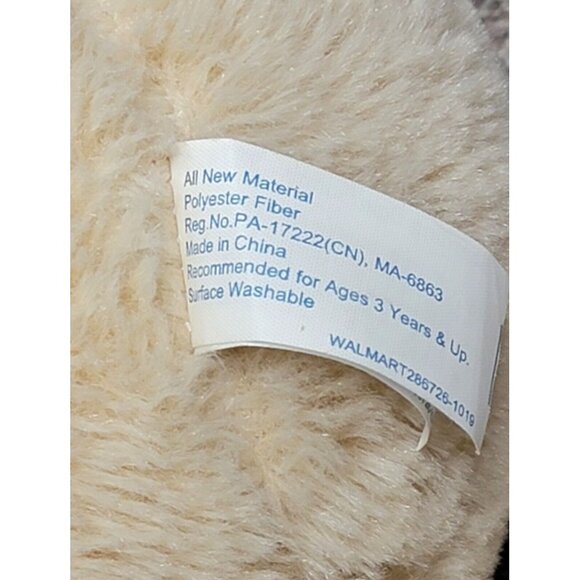 All New Material
Polyester Fiber
Reg.No.PA-17222(CN), MA-6863
Made in China
Recommended for Ages 3 Years & Up.
Surface Washable
WALMART286726-1019